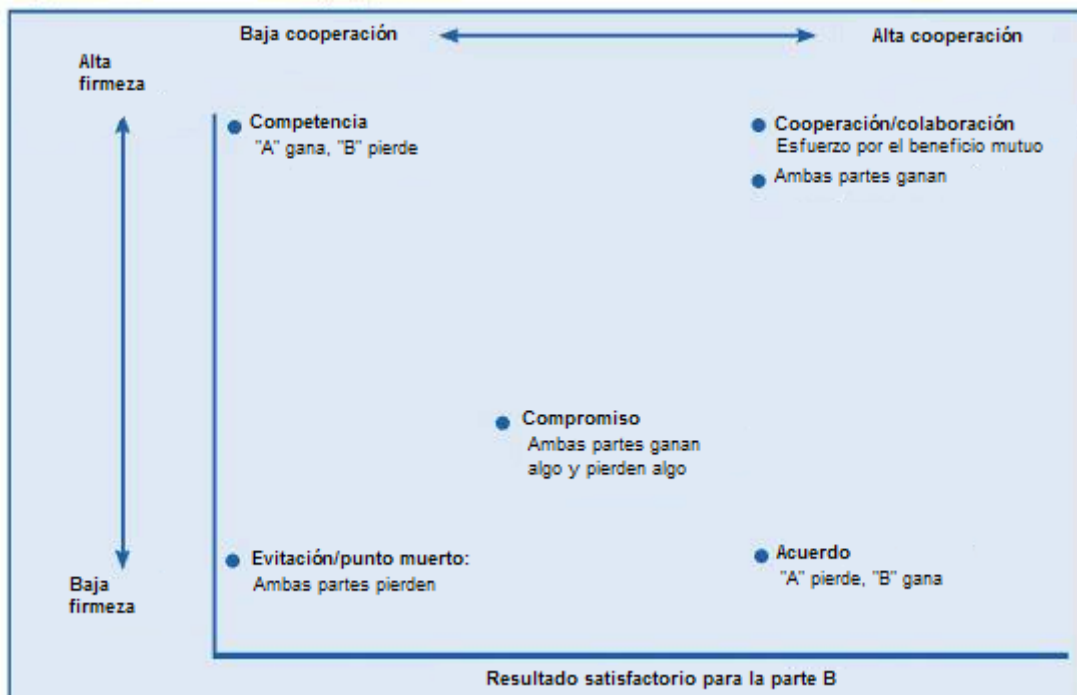 Baja cooperación
Alta cooperación
Alta
firmeza
Competencia
"A" gana, "B" pierde
Cooperación/colaboración
Esfuerzo por el beneficio mutuo
Ambas partes ganan
Compromiso
Ambas partes ganan
algo y pierden algo
Evitación/punto muerto:
Ambas partes pierden
Acuerdo
"A" pierde, "B" gana
Baja
firmeza
Resultado satisfactorio para la parte B